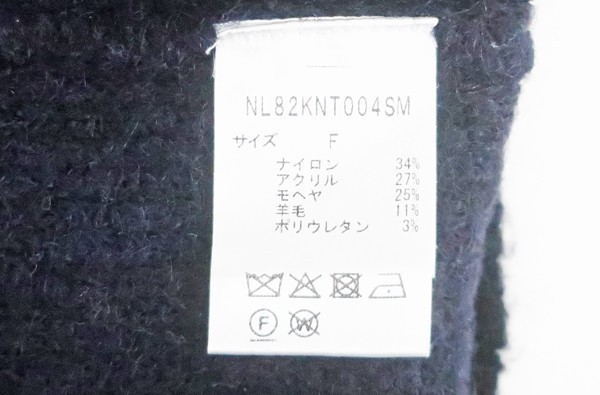 NL82KNT004SM
サイズ F
ナイロン 34%
アクリル 27%
モヘヤ 25%
羊毛 11%
ポリウレタン 3%
F W